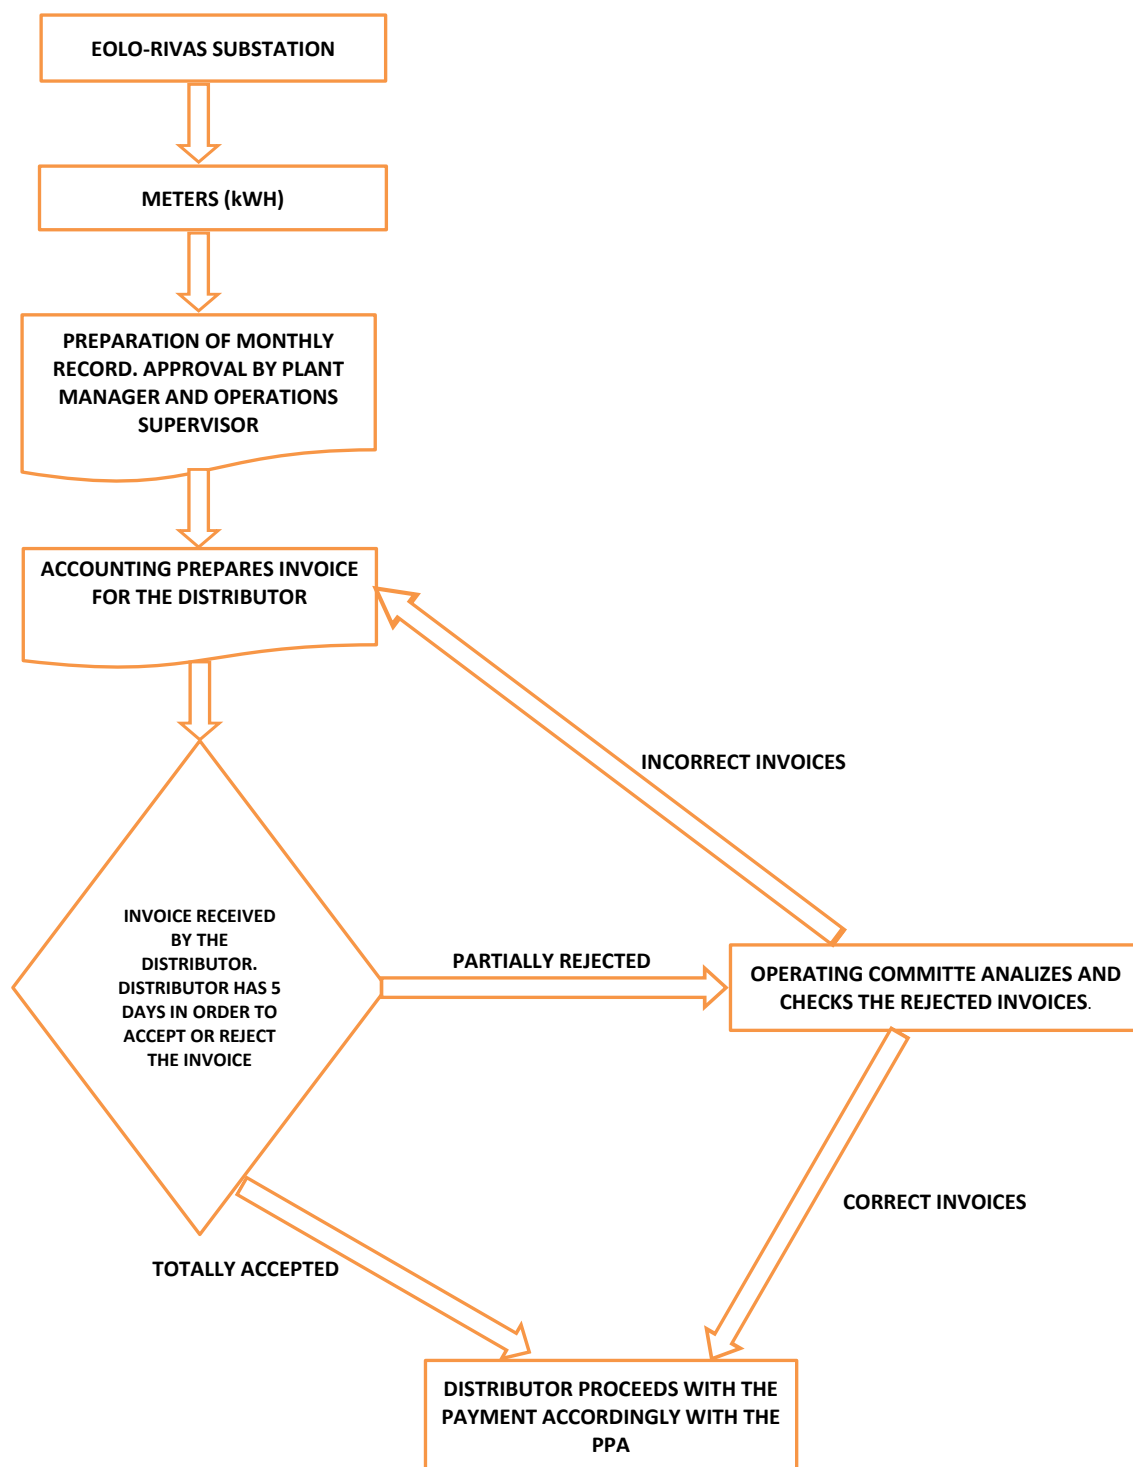 EOLO-RIVAS SUBSTATION
METERS (kWH)
PREPARATION OF MONTHLY
RECORD. APPROVAL BY PLANT
MANAGER AND OPERATIONS
SUPERVISOR
ACCOUNTING PREPARES INVOICE
FOR THE DISTRIBUTOR
INCORRECT INVOICES
INVOICE RECEIVED
BY THE
DISTRIBUTOR.
DISTRIBUTOR HAS 5
DAYS IN ORDER TO
ACCEPT OR REJECT
THE INVOICE
PARTIALLY REJECTED
OPERATING COMMITTE ANALIZES AND
CHECKS THE REJECTED INVOICES.
CORRECT INVOICES
TOTALLY ACCEPTED
DISTRIBUTOR PROCEEDS WITH THE
PAYMENT ACCORDINGLY WITH THE
PPA